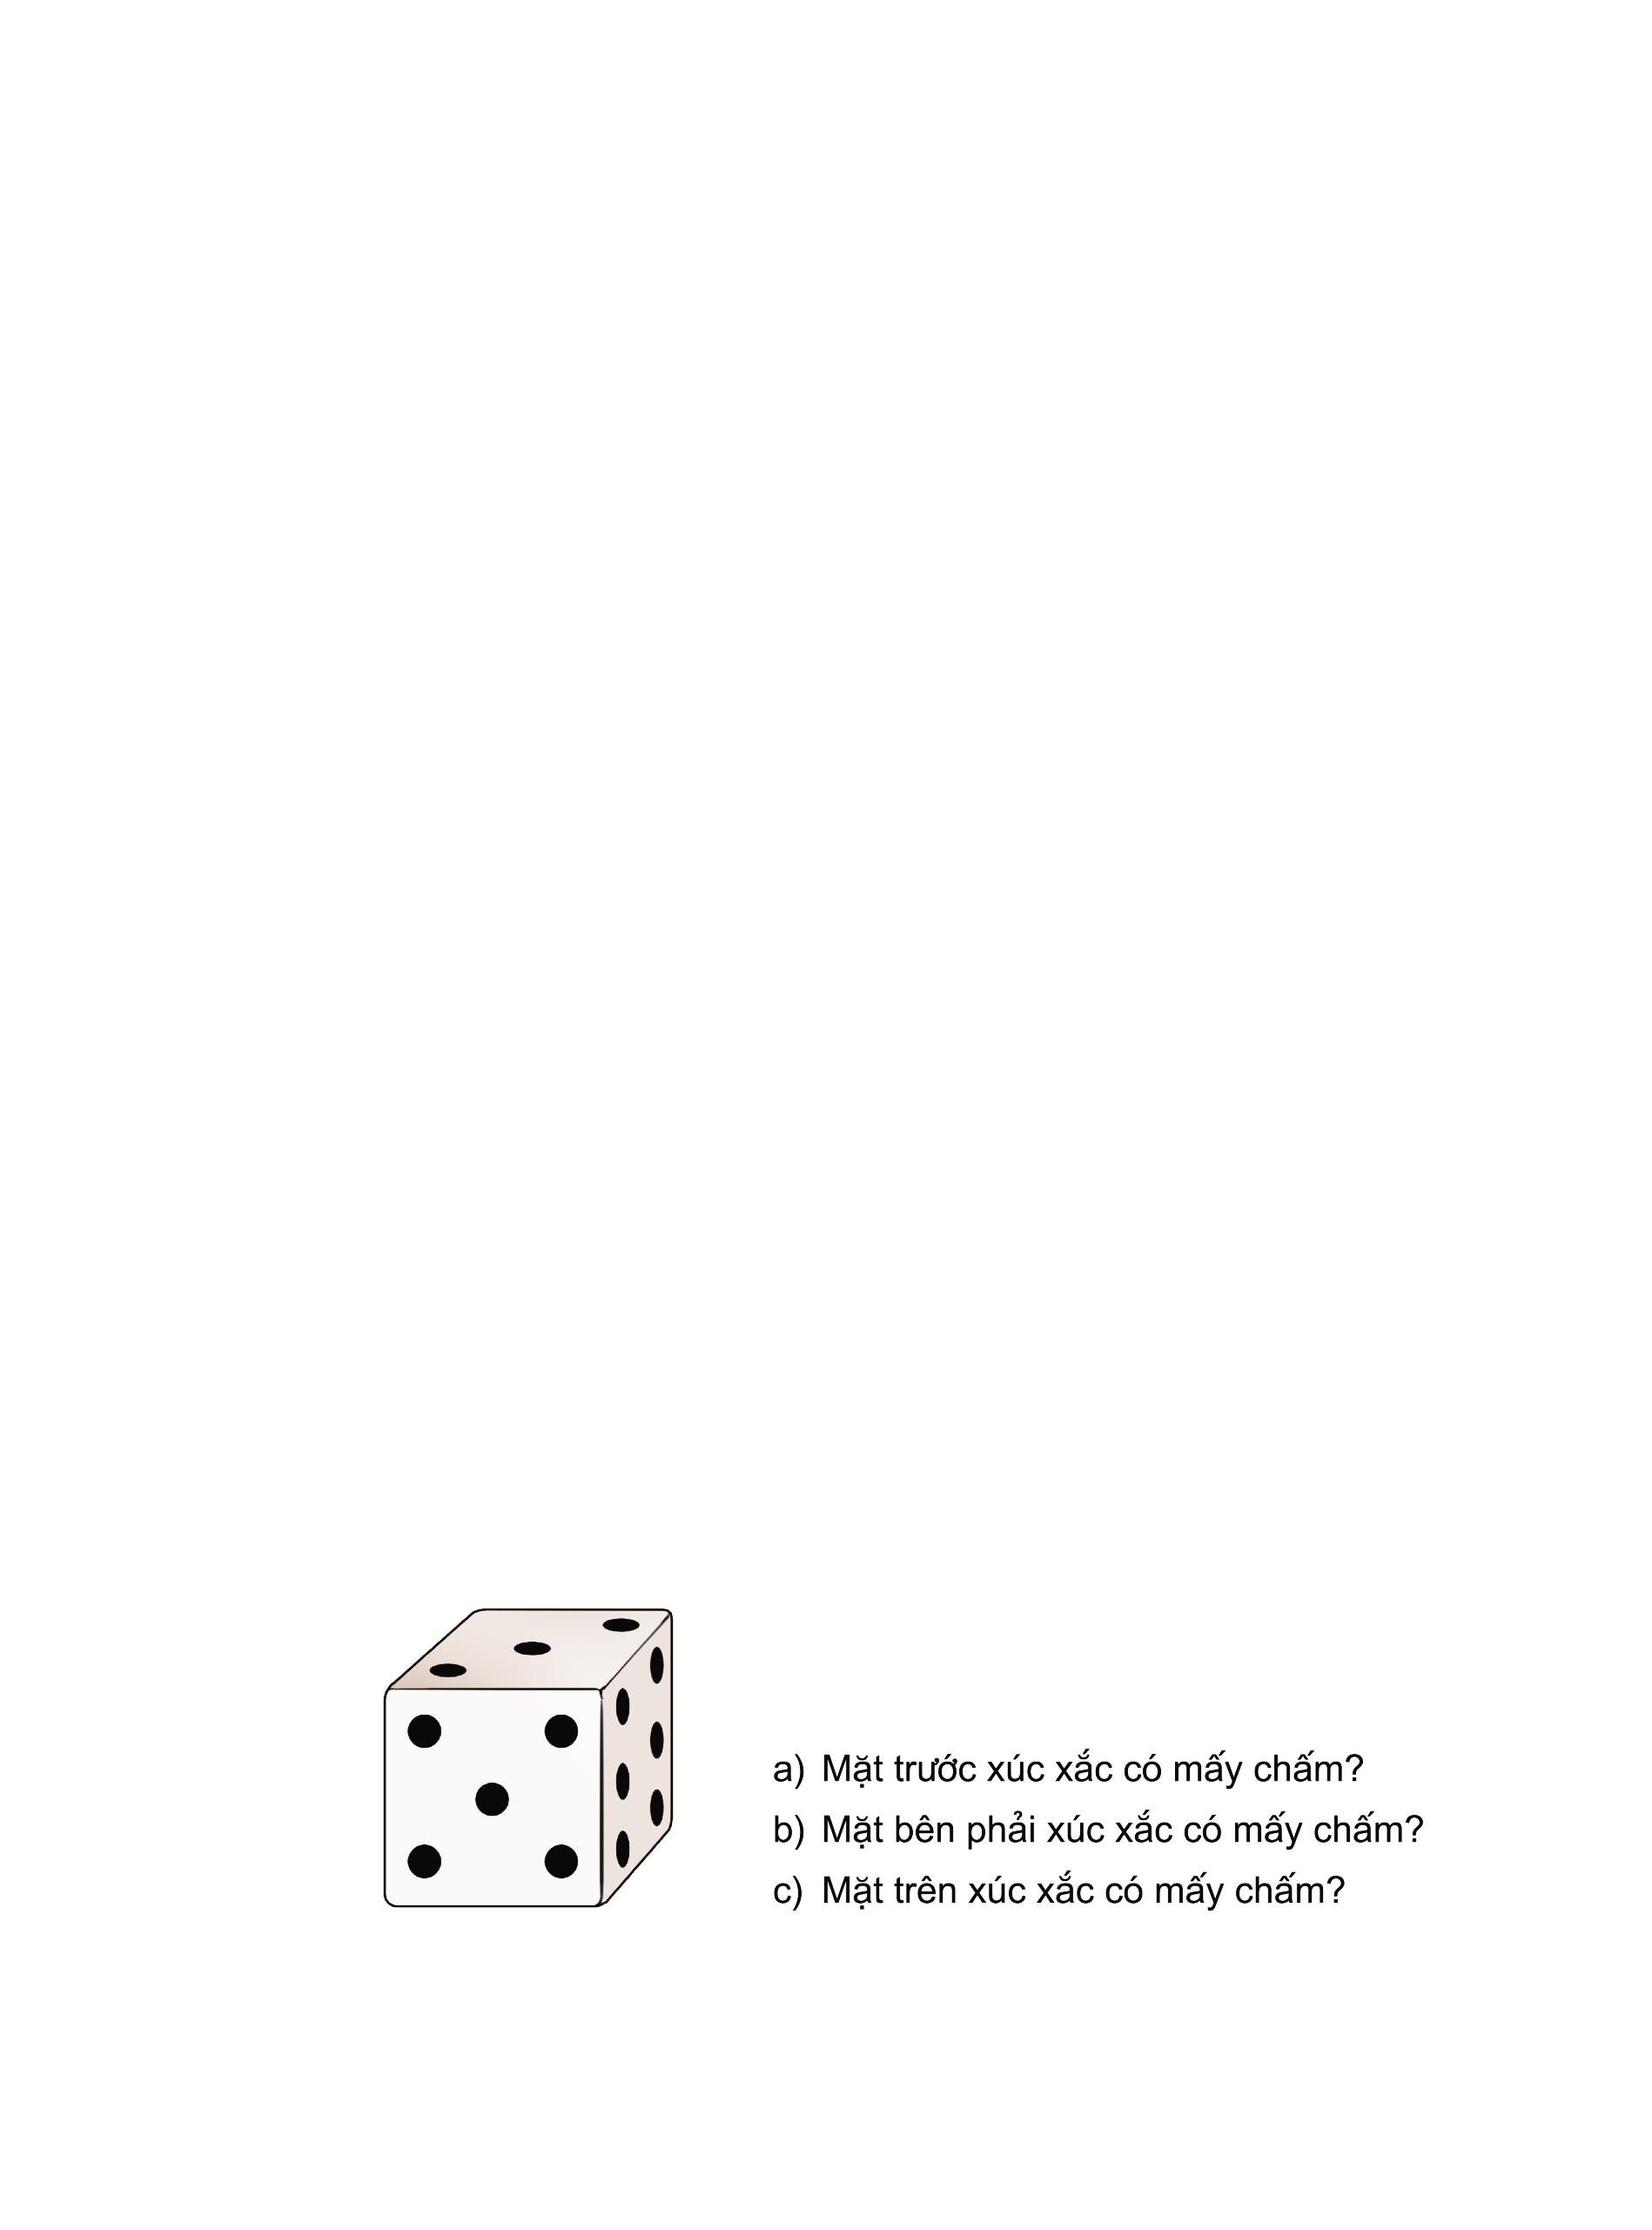 a) Mặt trước xúc xắc có mấy chấm?
b) Mặt bên phải xúc xắc có mấy chấm?
c) Mặt trên xúc xắc có mấy chấm?